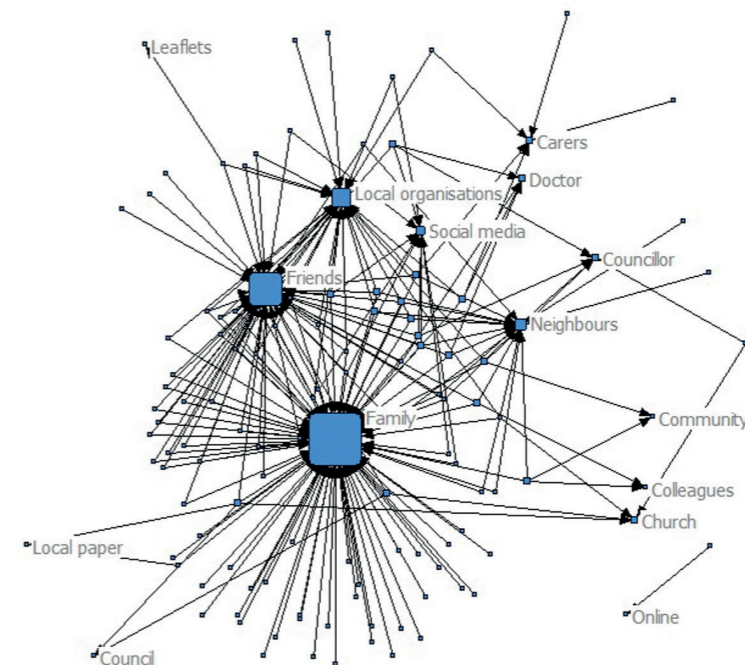 Leaflets
Carers
Local organisations
Doctor
Social media
Councillor
Friends
Neighbours
Family
Community
Colleagues
Church
Local paper
Online
Council